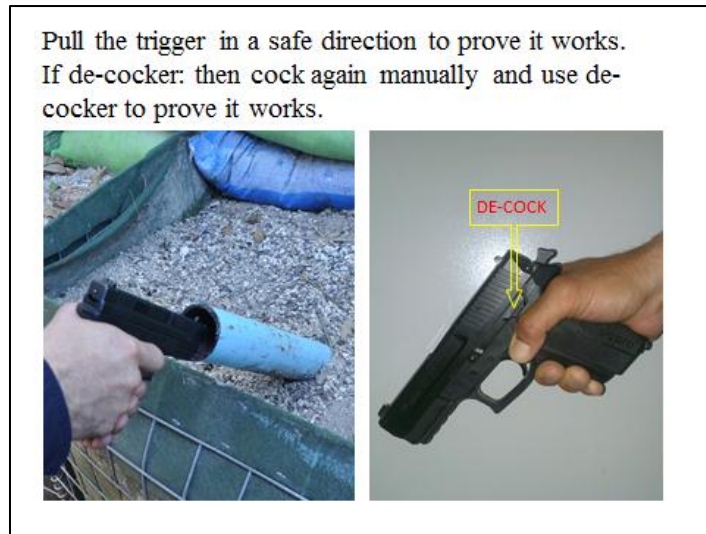 Pull the trigger in a safe direction to prove it works.
If de-cocker: then cock again manually and use de-
cocker to prove it works.
DE-COCK